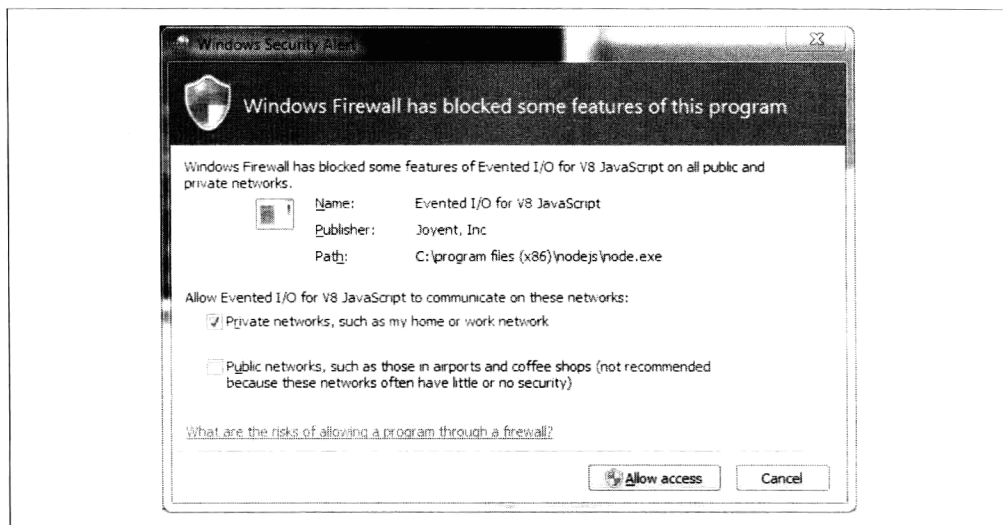 Windows Security Alert
Windows Firewall has blocked some features of this program
Windows Firewall has blocked some features of Evented I/O for V8 JavaScript on all public and
private networks.
Name: Evented I/O for V8 JavaScript
Publisher: Joyent, Inc
Path: C:\program files (x86)\nodejs\node.exe
Allow Evented I/O for V8 JavaScript to communicate on these networks:
Private networks, such as my home or work network
Public networks, such as those in airports and coffee shops (not recommended
because these networks often have little or no security)
What are the risks of allowing a program through a firewall?
Allow access Cancel